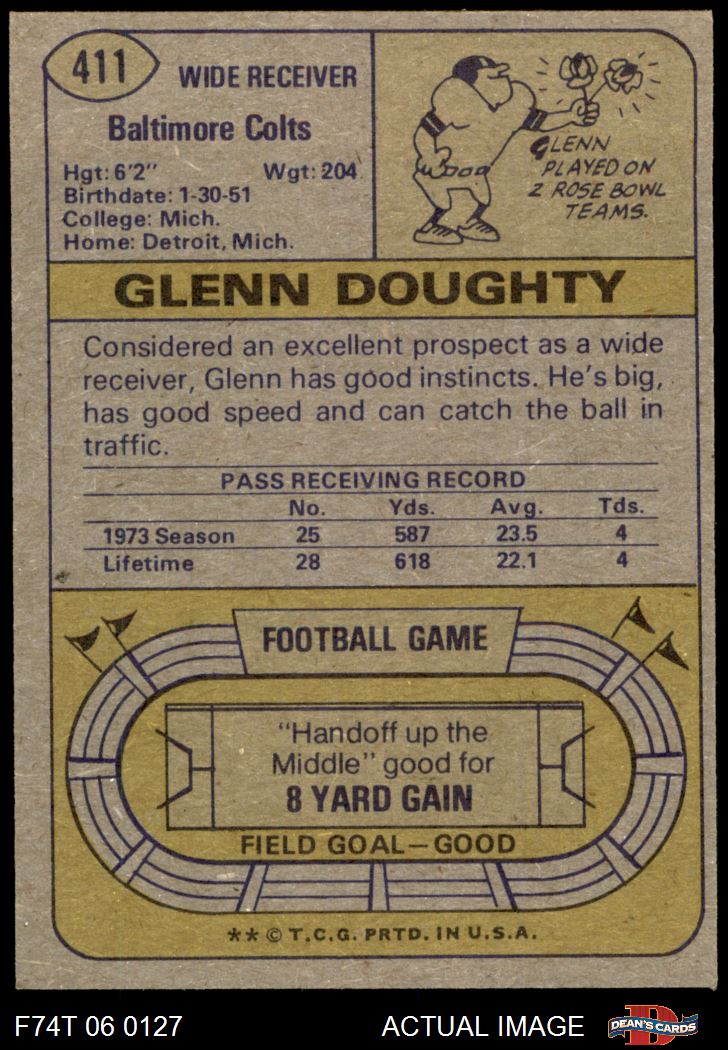 411
WIDE RECEIVER
Baltimore Colts
Hgt: 6'2" Wgt: 204
Birthdate: 1-30-51
College: Mich.
Home: Detroit, Mich.
GLENN
PLAYED ON
2 ROSE BOWL
TEAMS.
GLENN DOUGHTY
Considered an excellent prospect as a wide
receiver, Glenn has good instincts. He's big,
has good speed and can catch the ball in
traffic.
PASS RECEIVING RECORD
No. Yds. Avg. Tds.
1973 Season 25 587 23.5 4
Lifetime 28 618 22.1 4
FOOTBALL GAME
"Handoff up the
Middle" good for
8 YARD GAIN
FIELD GOAL—GOOD
** © T.C.G. PRTD. IN U.S.A.
F74T 06 0127 ACTUAL IMAGE D DEAN'S CARDS